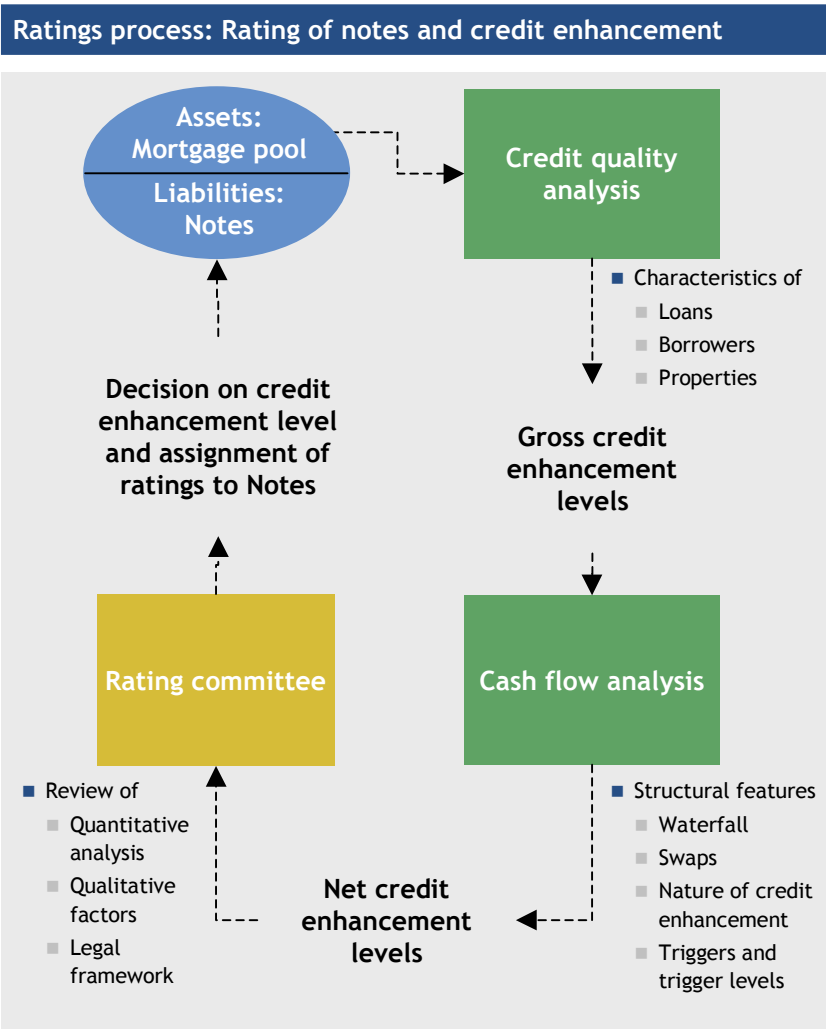 Ratings process: Rating of notes and credit enhancement
Assets:
Mortgage pool
Liabilities:
Notes
Credit quality
analysis
Characteristics of
Loans
Borrowers
Properties
Gross credit
enhancement
levels
Cash flow analysis
Structural features
Waterfall
Swaps
Nature of credit
enhancement
Triggers and
trigger levels
Net credit
enhancement
levels
Rating committee
Review of
Quantitative
analysis
Qualitative
factors
Legal
framework
Decision on credit
enhancement level
and assignment of
ratings to Notes